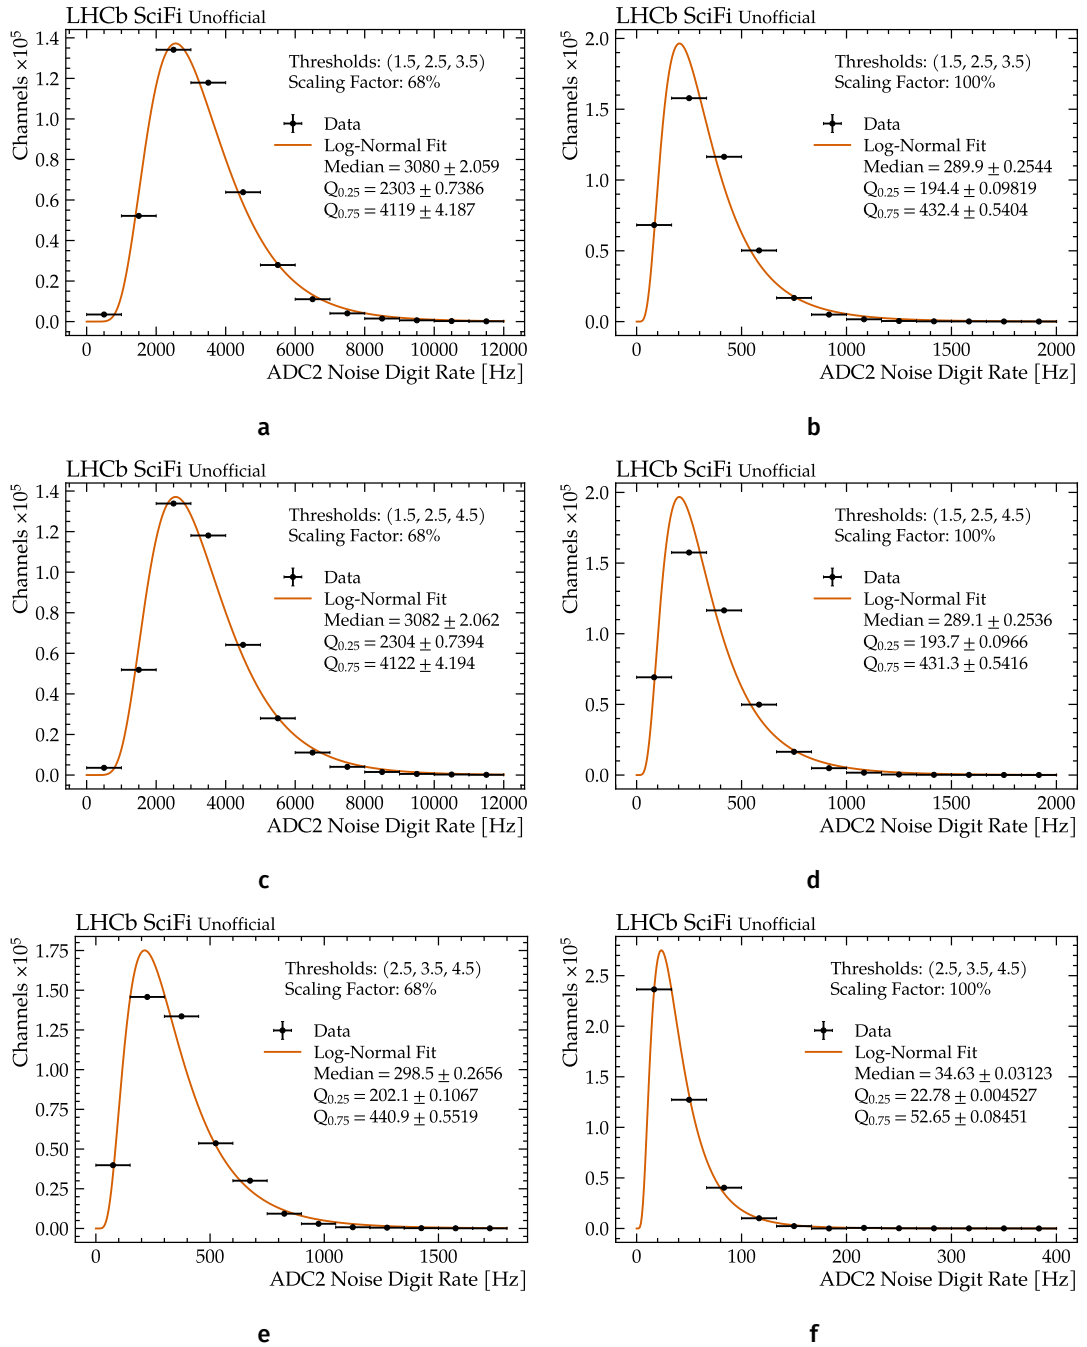 LHCb SciFi Unofficial
Channels ×10⁵
1.4
1.2
1.0
0.8
0.6
0.4
0.2
0.0
Thresholds: (1.5, 2.5, 3.5)
Scaling Factor: 68%
Data
Log-Normal Fit
Median = 3080 ± 2.059
Q0.25 = 2303 ± 0.7386
Q0.75 = 4119 ± 4.187
0 2000 4000 6000 8000 10000 12000
ADC2 Noise Digit Rate [Hz]
a
LHCb SciFi Unofficial
Channels ×10⁵
2.0
1.5
1.0
0.5
0.0
Thresholds: (1.5, 2.5, 3.5)
Scaling Factor: 100%
Data
Log-Normal Fit
Median = 289.9 ± 0.2544
Q0.25 = 194.4 ± 0.09819
Q0.75 = 432.4 ± 0.5404
0 500 1000 1500 2000
ADC2 Noise Digit Rate [Hz]
b
LHCb SciFi Unofficial
Channels ×10⁵
1.4
1.2
1.0
0.8
0.6
0.4
0.2
0.0
Thresholds: (1.5, 2.5, 4.5)
Scaling Factor: 68%
Data
Log-Normal Fit
Median = 3082 ± 2.062
Q0.25 = 2304 ± 0.7394
Q0.75 = 4122 ± 4.194
0 2000 4000 6000 8000 10000 12000
ADC2 Noise Digit Rate [Hz]
c
LHCb SciFi Unofficial
Channels ×10⁵
2.0
1.5
1.0
0.5
0.0
Thresholds: (1.5, 2.5, 4.5)
Scaling Factor: 100%
Data
Log-Normal Fit
Median = 289.1 ± 0.2536
Q0.25 = 193.7 ± 0.0966
Q0.75 = 431.3 ± 0.5416
0 500 1000 1500 2000
ADC2 Noise Digit Rate [Hz]
d
LHCb SciFi Unofficial
Channels ×10⁵
1.75
1.50
1.25
1.00
0.75
0.50
0.25
0.00
Thresholds: (2.5, 3.5, 4.5)
Scaling Factor: 68%
Data
Log-Normal Fit
Median = 298.5 ± 0.2656
Q0.25 = 202.1 ± 0.1067
Q0.75 = 440.9 ± 0.5519
0 500 1000 1500
ADC2 Noise Digit Rate [Hz]
e
LHCb SciFi Unofficial
Channels ×10⁵
2.5
2.0
1.5
1.0
0.5
0.0
Thresholds: (2.5, 3.5, 4.5)
Scaling Factor: 100%
Data
Log-Normal Fit
Median = 34.63 ± 0.03123
Q0.25 = 22.78 ± 0.004527
Q0.75 = 52.65 ± 0.08451
0 100 200 300 400
ADC2 Noise Digit Rate [Hz]
f